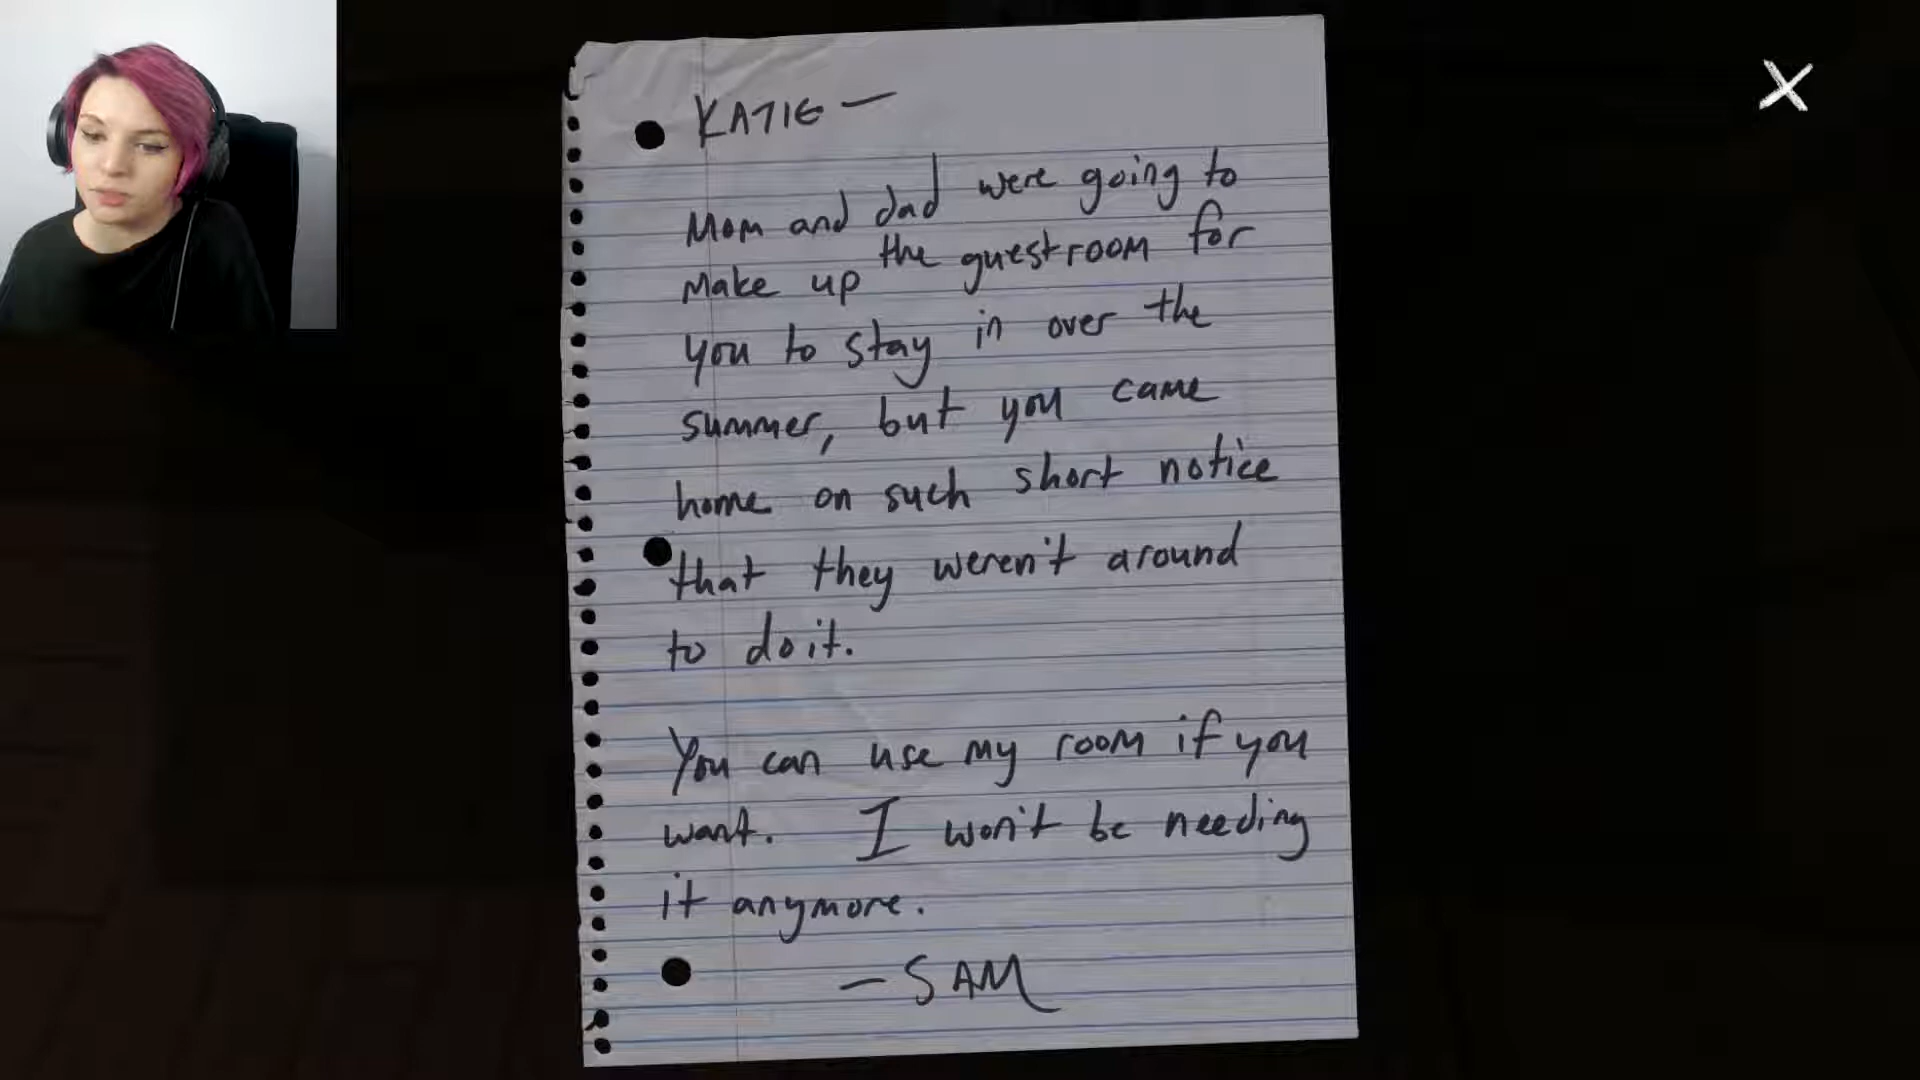 KATIE —
Mom and dad were going to
make up the guestroom for
you to stay in over the
summer, but you came
home on such short notice
that they weren't around
to do it.
You can use my room if you
want. I won't be needing
it anymore.
— SAM